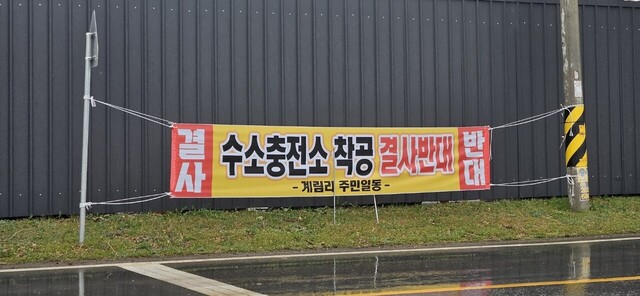 결사
수소충전소 착공 결사반대
- 계림리 주민일동 -
반대